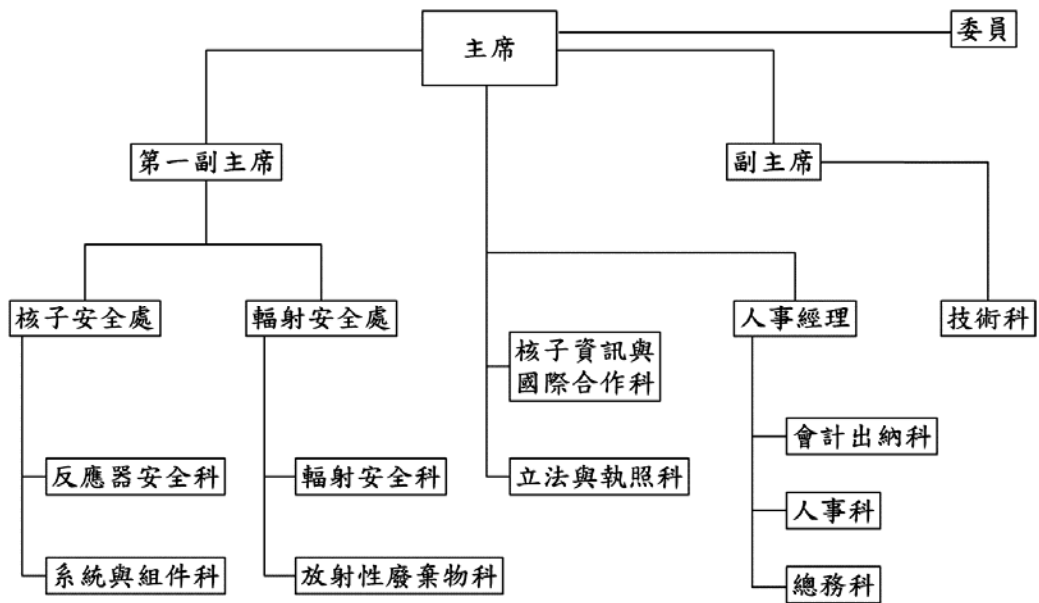 主席
委員
第一副主席
副主席
核子安全處
輻射安全處
人事經理
技術科
核子資訊與
國際合作科
會計出納科
反應器安全科
輻射安全科
立法與執照科
人事科
系統與組件科
放射性廢棄物科
總務科